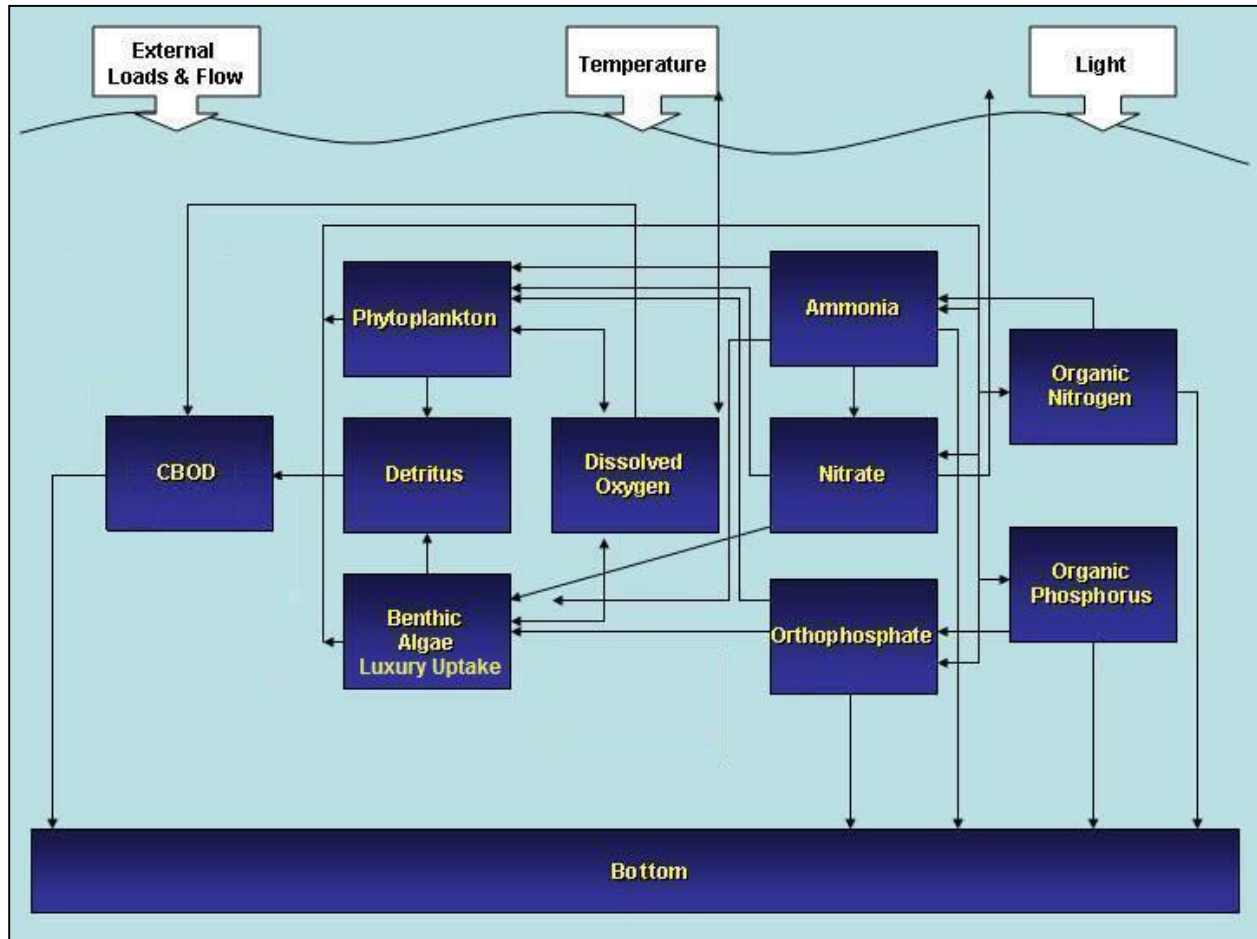 External
Loads & Flow
Temperature
Light
Phytoplankton
Ammonia
Organic
Nitrogen
CBOD
Detritus
Dissolved
Oxygen
Nitrate
Benthic
Algae
Luxury Uptake
Orthophosphate
Organic
Phosphorus
Bottom